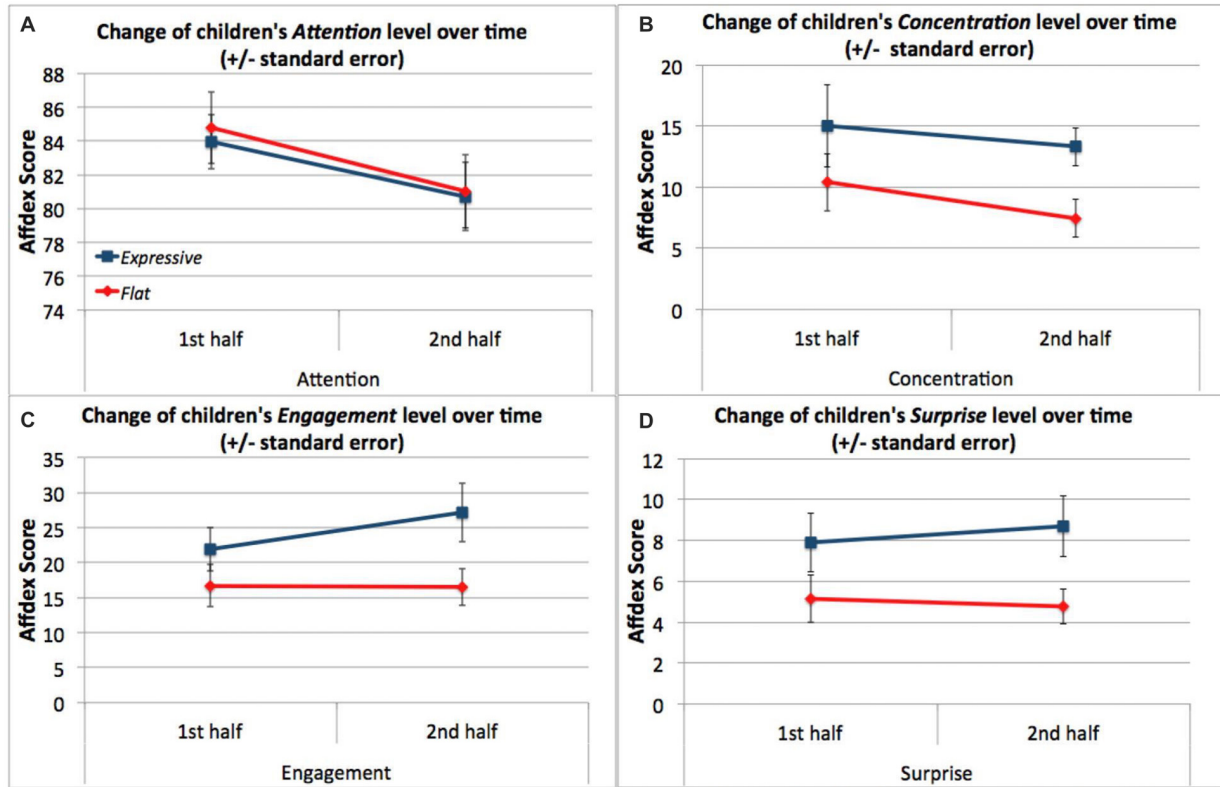 A
Change of children's Attention level over time
(+/- standard error)
Affdex Score
88
86
84
82
80
78
76
74
Expressive
Flat
1st half
2nd half
Attention
B
Change of children's Concentration level over time
(+/- standard error)
Affdex Score
20
15
10
5
0
1st half
2nd half
Concentration
C
Change of children's Engagement level over time
(+/- standard error)
Affdex Score
35
30
25
20
15
10
5
0
1st half
2nd half
Engagement
D
Change of children's Surprise level over time
(+/- standard error)
Affdex Score
12
10
8
6
4
2
0
1st half
2nd half
Surprise